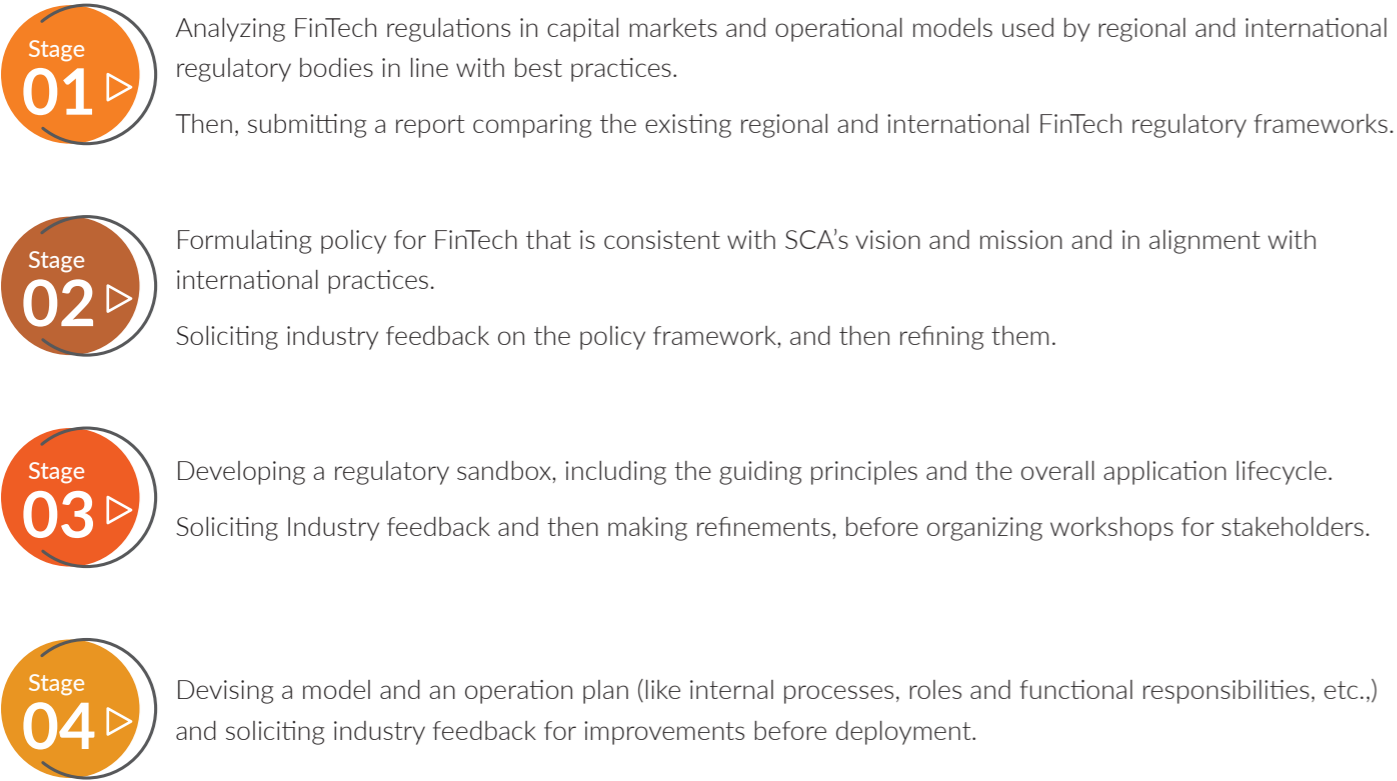 Stage
01
Analyzing FinTech regulations in capital markets and operational models used by regional and international
regulatory bodies in line with best practices.
Then, submitting a report comparing the existing regional and international FinTech regulatory frameworks.
Stage
02
Formulating policy for FinTech that is consistent with SCA’s vision and mission and in alignment with
international practices.
Soliciting industry feedback on the policy framework, and then refining them.
Stage
03
Developing a regulatory sandbox, including the guiding principles and the overall application lifecycle.
Soliciting Industry feedback and then making refinements, before organizing workshops for stakeholders.
Stage
04
Devising a model and an operation plan (like internal processes, roles and functional responsibilities, etc.,)
and soliciting industry feedback for improvements before deployment.